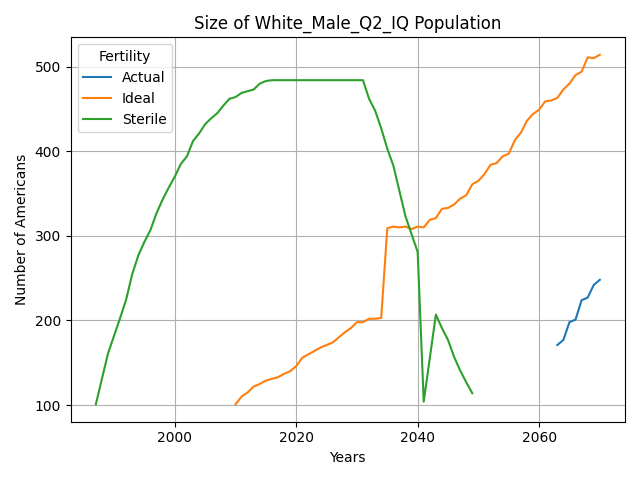 Size of White_Male_Q2_IQ Population
Fertility
Actual
Ideal
Sterile
Number of Americans
500
400
300
200
100
2000
2020
2040
2060
Years